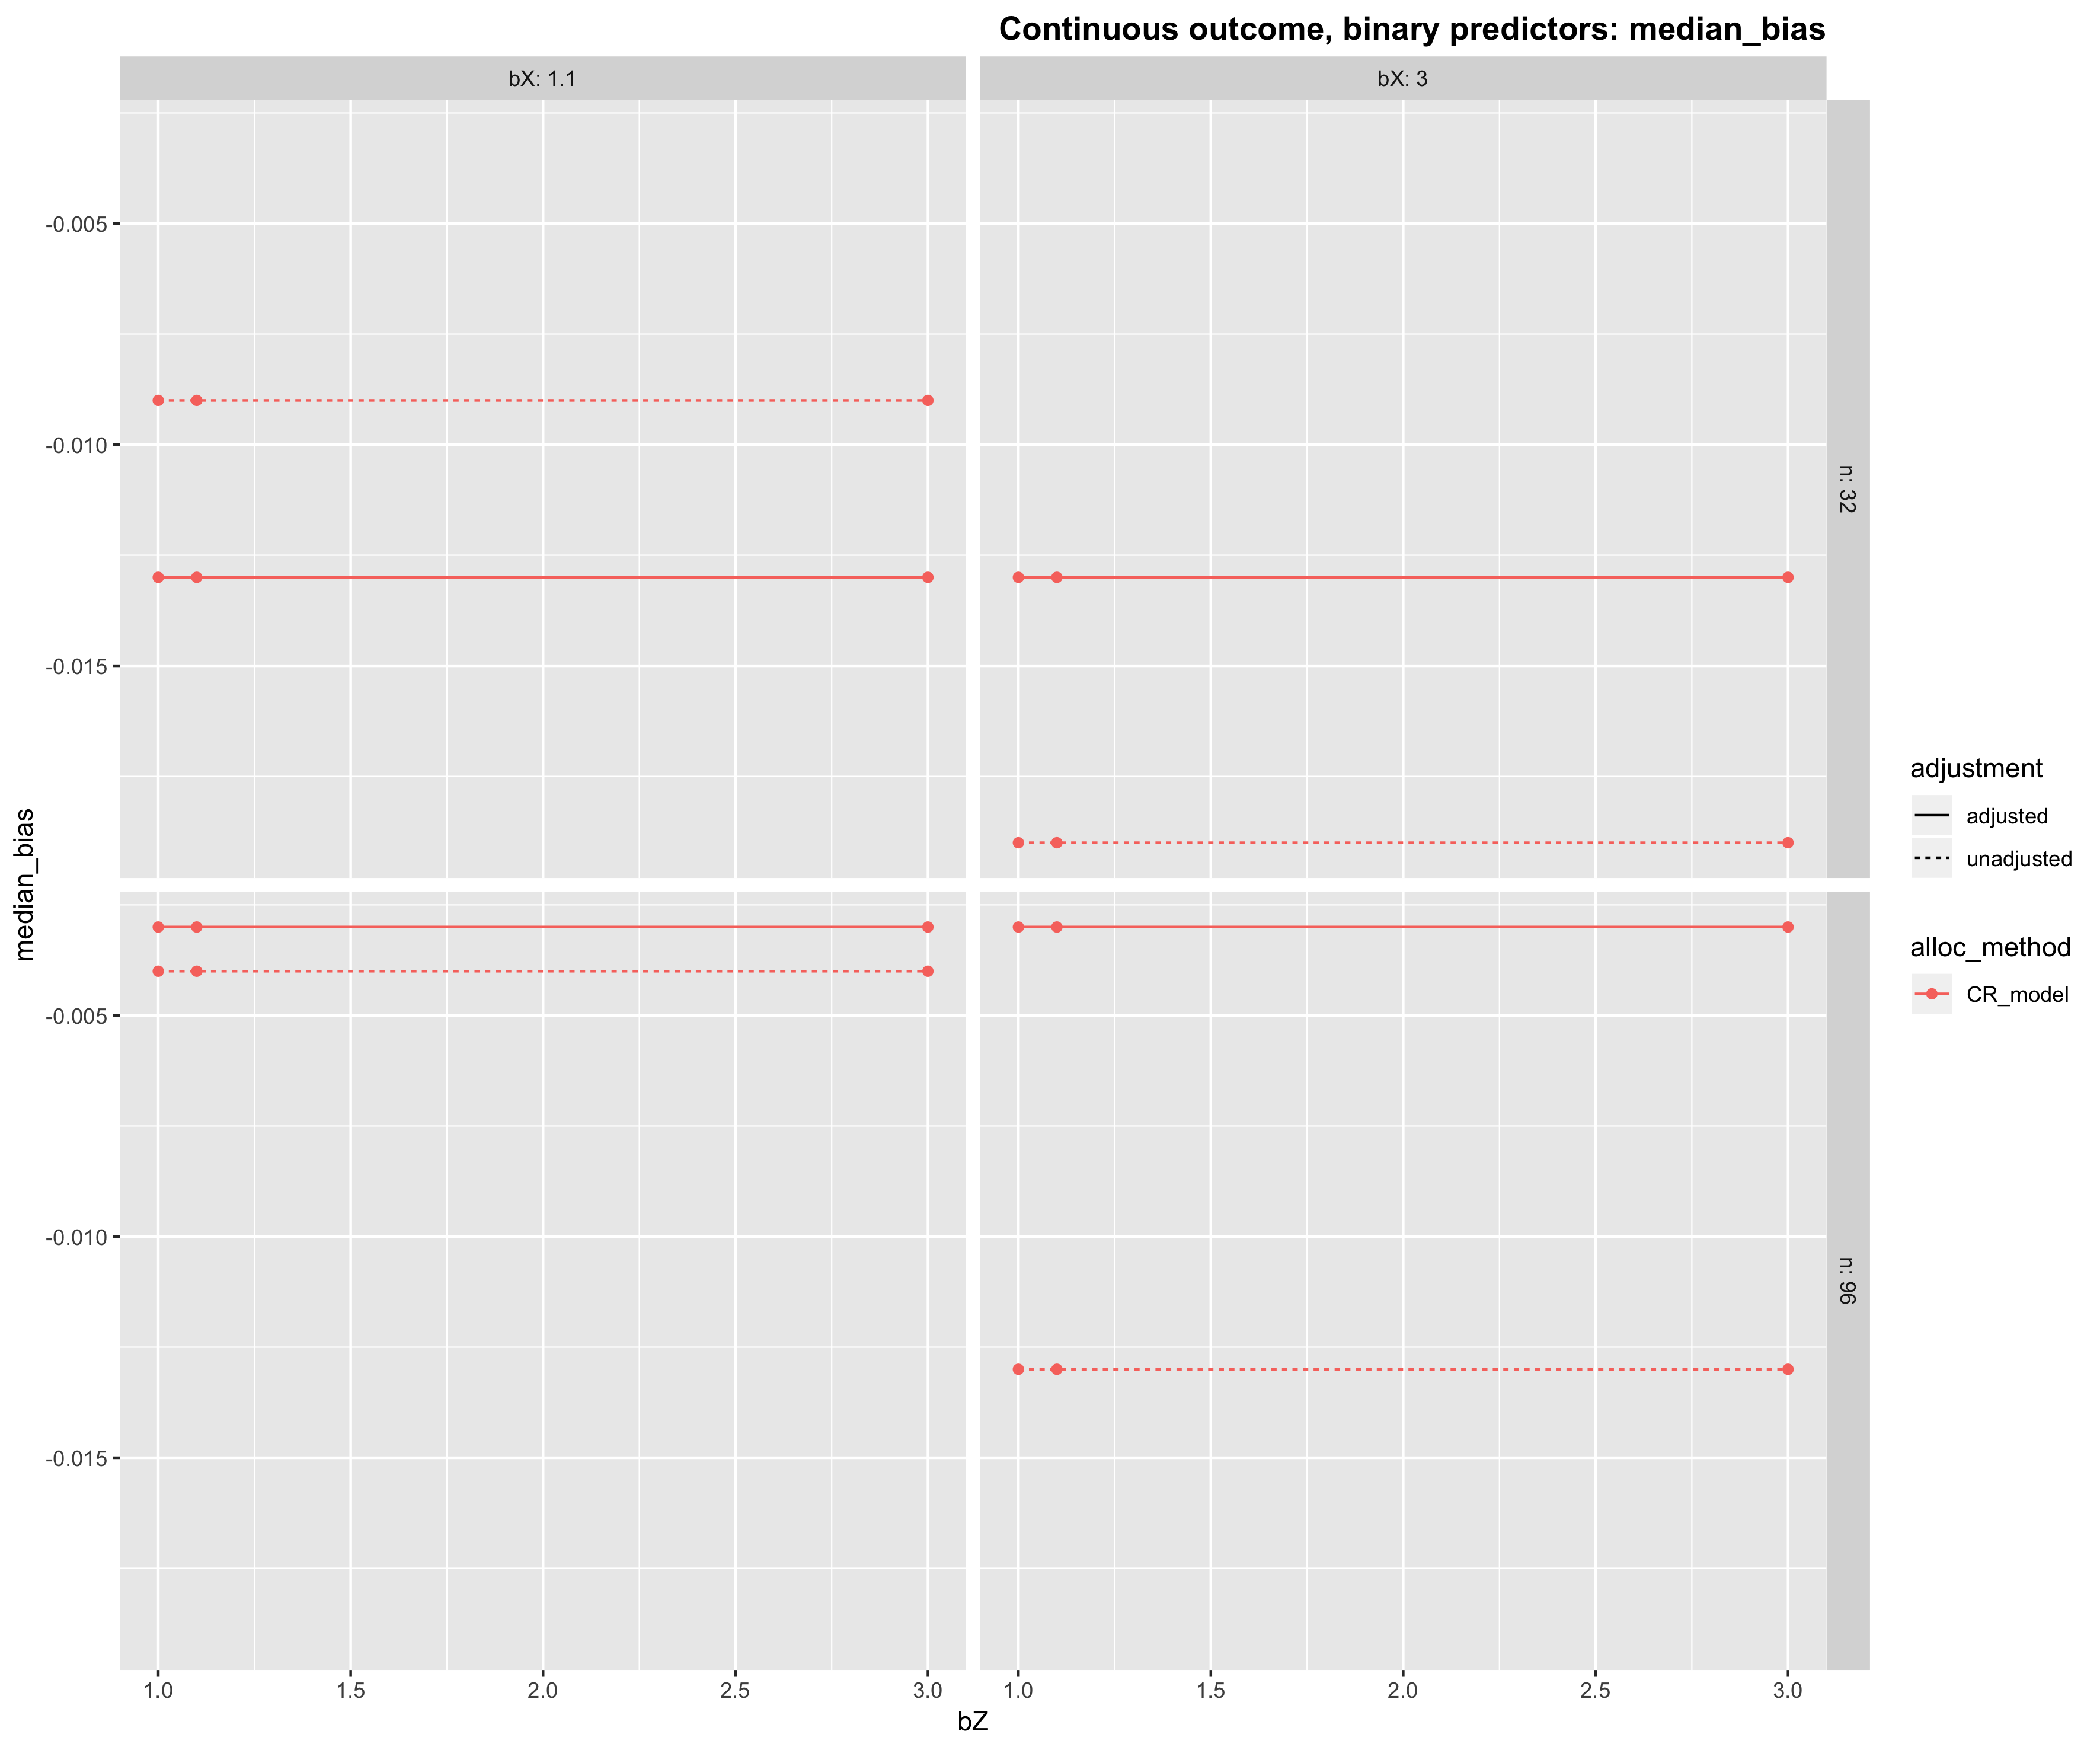 Continuous outcome, binary predictors: median_bias
bX: 1.1
bX: 3
-0.005
-0.010
-0.015
n: 32
-0.005
-0.010
-0.015
n: 96
1.0
1.5
2.0
2.5
3.0
1.0
1.5
2.0
2.5
3.0
bZ
median_bias
adjustment
adjusted
unadjusted
alloc_method
CR_model